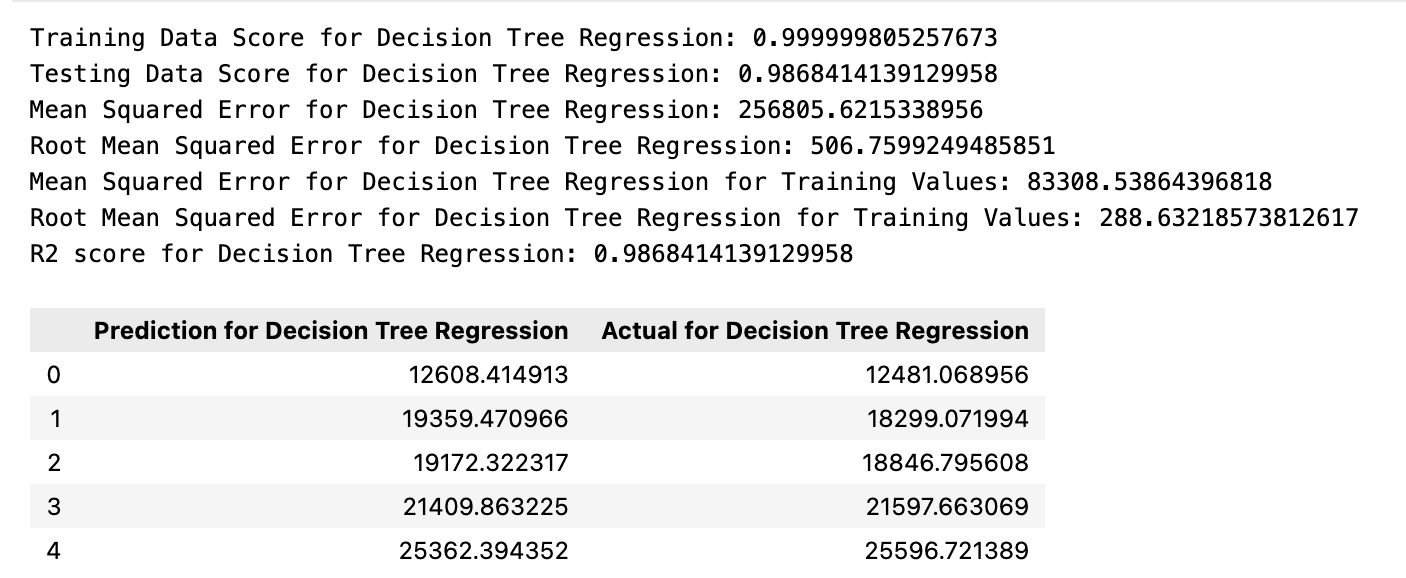 Training Data Score for Decision Tree Regression: 0.999999805257673
Testing Data Score for Decision Tree Regression: 0.9868414139129958
Mean Squared Error for Decision Tree Regression: 256805.6215338956
Root Mean Squared Error for Decision Tree Regression: 506.7599249485851
Mean Squared Error for Decision Tree Regression for Training Values: 83308.53864396818
Root Mean Squared Error for Decision Tree Regression for Training Values: 288.63218573812617
R2 score for Decision Tree Regression: 0.9868414139129958
Prediction for Decision Tree Regression Actual for Decision Tree Regression
0 12608.414913 12481.068956
1 19359.470966 18299.071994
2 19172.322317 18846.795608
3 21409.863225 21597.663069
4 25362.394352 25596.721389